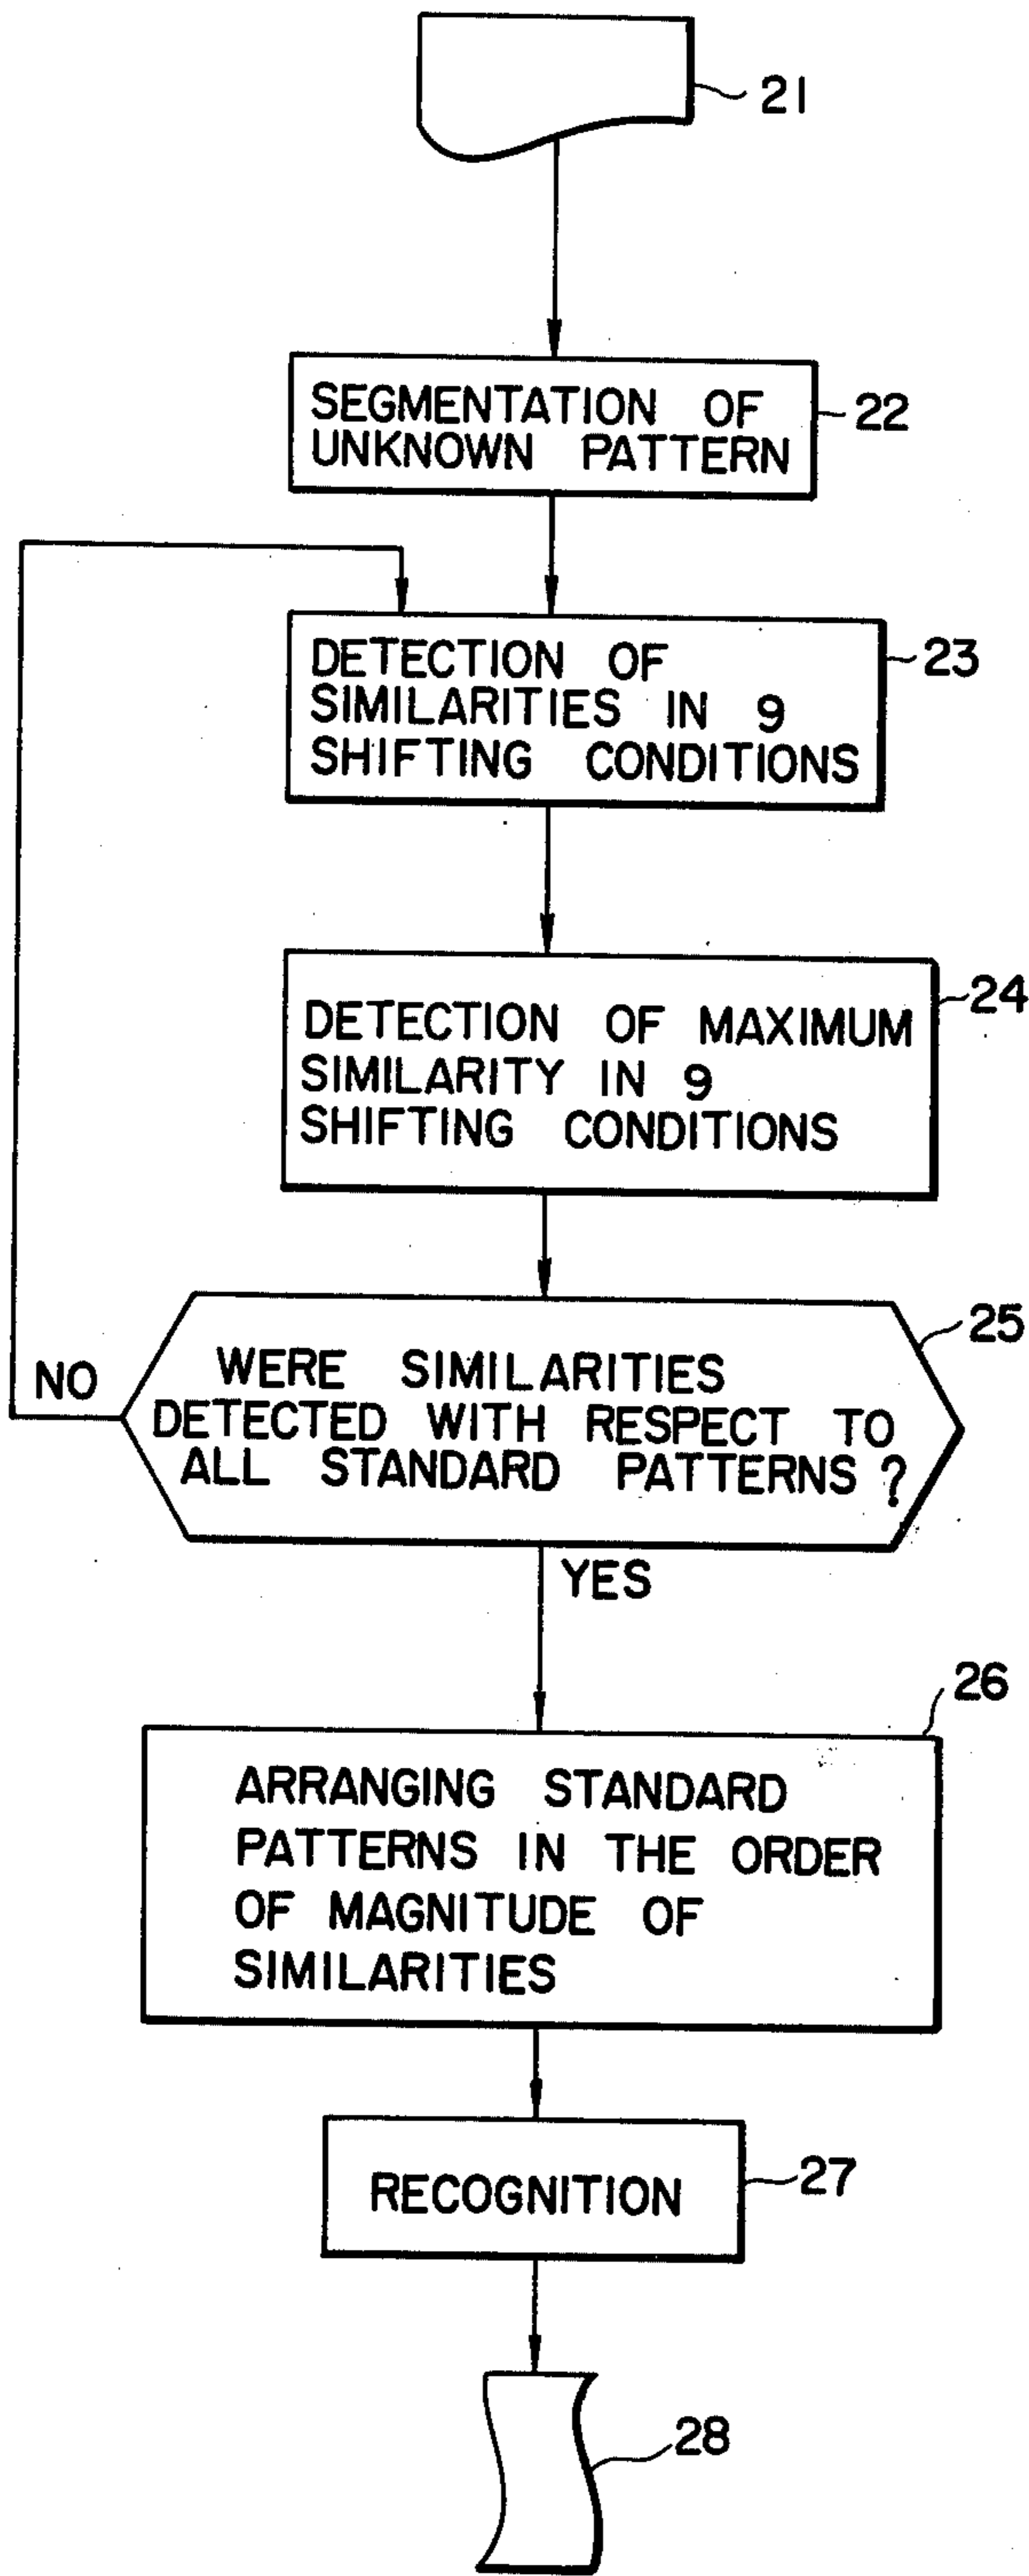 21
SEGMENTATION OF
UNKNOWN PATTERN
22
DETECTION OF
SIMILARITIES IN 9
SHIFTING CONDITIONS
23
DETECTION OF MAXIMUM
SIMILARITY IN 9
SHIFTING CONDITIONS
24
WERE SIMILARITIES
DETECTED WITH RESPECT TO
ALL STANDARD PATTERNS ?
25
NO
YES
ARRANGING STANDARD
PATTERNS IN THE ORDER
OF MAGNITUDE OF
SIMILARITIES
26
RECOGNITION
27
28